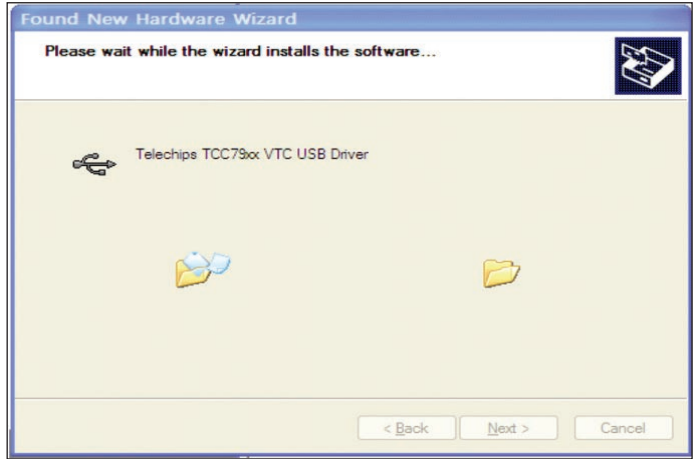 Found New Hardware Wizard
Please wait while the wizard installs the software...
Telechips TCC79xx VTC USB Driver
< Back
Next >
Cancel